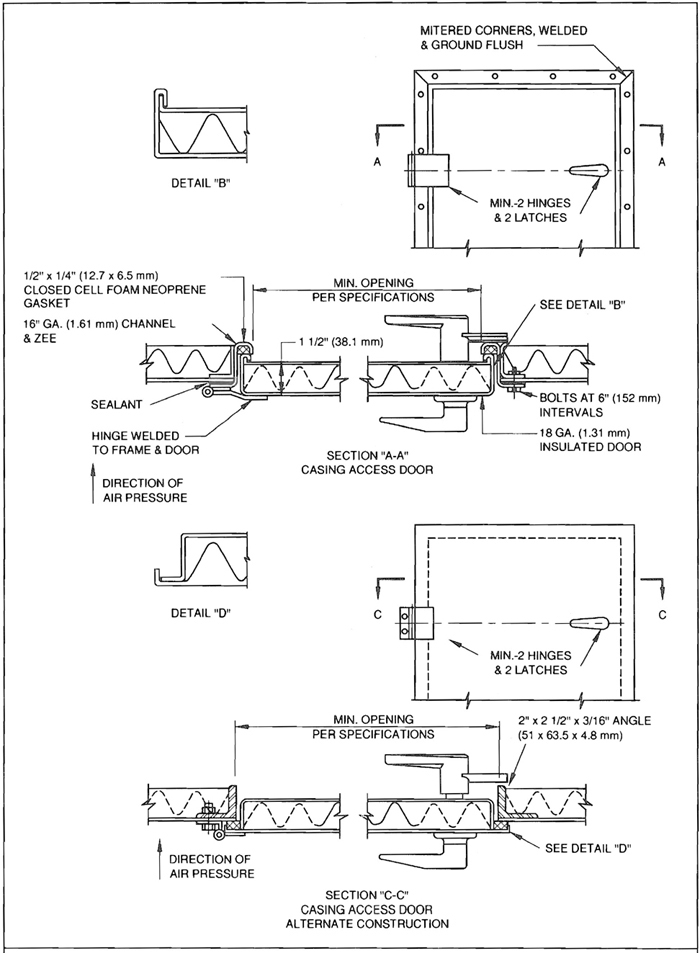 MITERED CORNERS, WELDED
& GROUND FLUSH
A
A
DETAIL "B"
MIN.-2 HINGES
& 2 LATCHES
1/2" x 1/4" (12.7 x 6.5 mm)
CLOSED CELL FOAM NEOPRENE
GASKET
MIN. OPENING
PER SPECIFICATIONS
SEE DETAIL "B"
16" GA. (1.61 mm) CHANNEL
& ZEE
1 1/2" (38.1 mm)
SEALANT
BOLTS AT 6" (152 mm)
INTERVALS
HINGE WELDED
TO FRAME & DOOR
18 GA. (1.31 mm)
INSULATED DOOR
SECTION "A-A"
CASING ACCESS DOOR
DIRECTION OF
AIR PRESSURE
DETAIL "D"
C
C
MIN.-2 HINGES
& 2 LATCHES
MIN. OPENING
PER SPECIFICATIONS
2" x 2 1/2" x 3/16" ANGLE
(51 x 63.5 x 4.8 mm)
SEE DETAIL "D"
DIRECTION OF
AIR PRESSURE
SECTION "C-C"
CASING ACCESS DOOR
ALTERNATE CONSTRUCTION